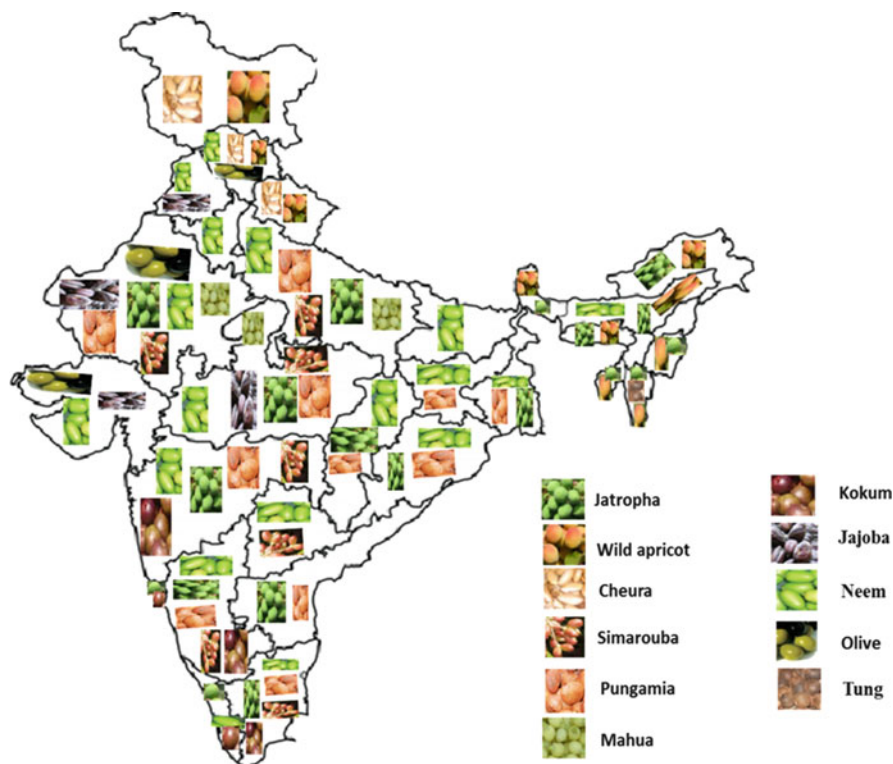 Jatropha
Wild apricot
Cheura
Simarouba
Pungamia
Mahua
Kokum
Jajoba
Neem
Olive
Tung